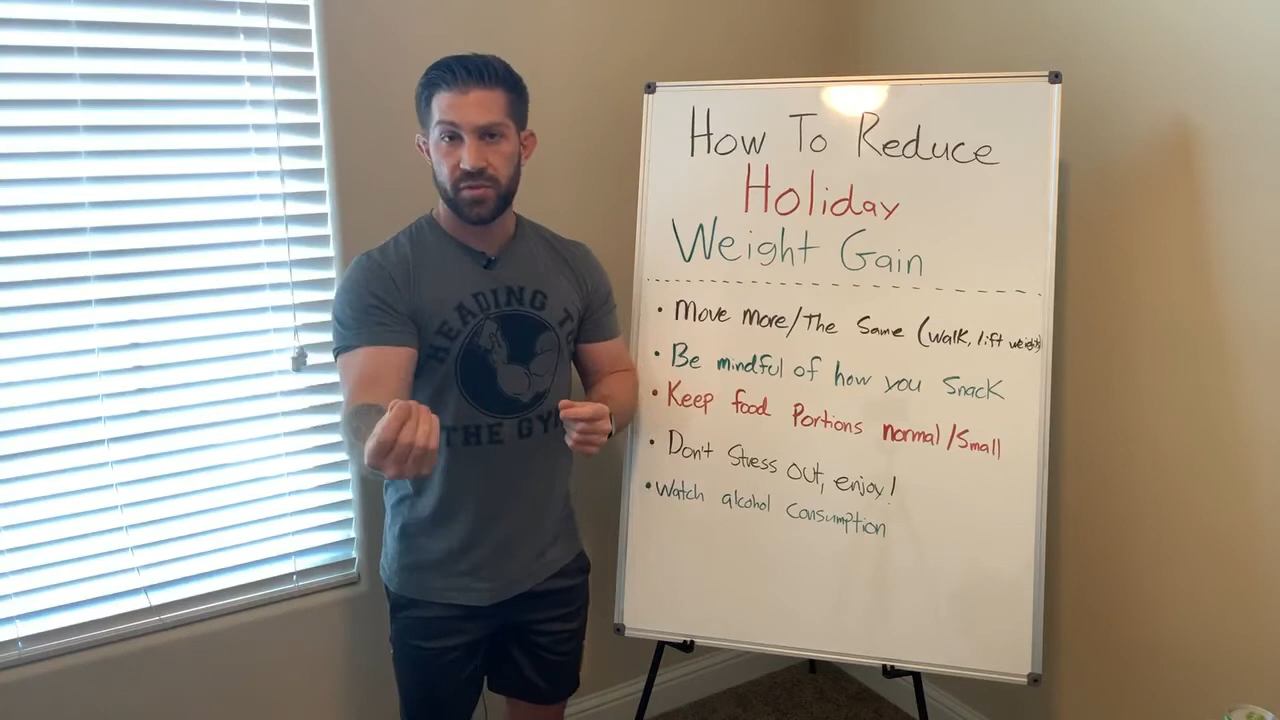 HEADING TO
THE GYM
How To Reduce
Holiday
Weight Gain
• Move more/The Same (walk, lift weights)
• Be mindful of how you Snack
• Keep food Portions normal/Small
• Don't Stress out, enjoy!
• Watch alcohol Consumption